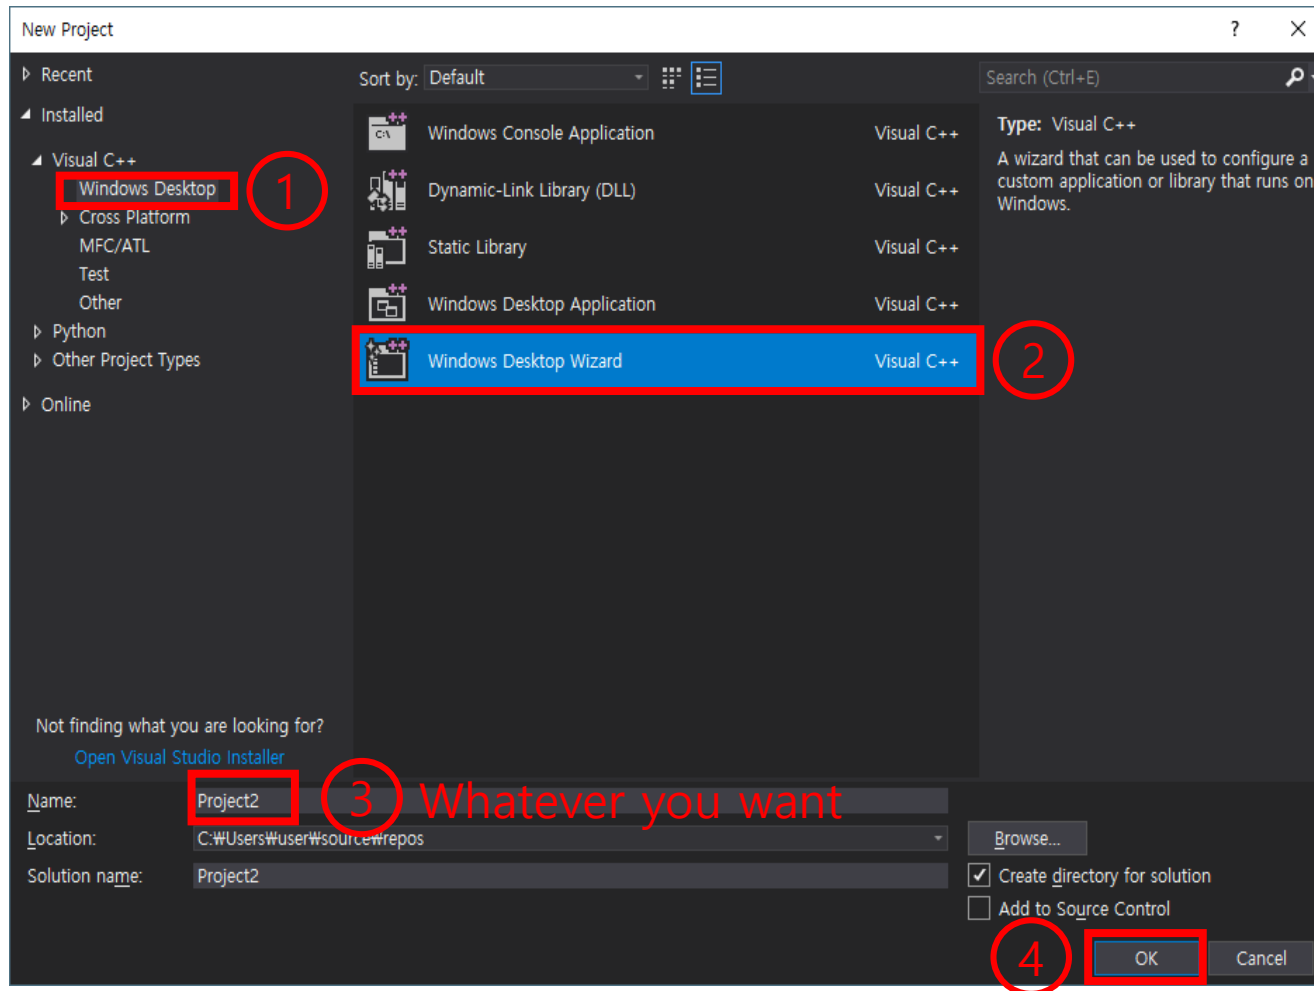 New Project
Recent
Sort by: Default
Search (Ctrl+E)
Installed
Visual C++
Windows Desktop
1
Cross Platform
MFC/ATL
Test
Other
Python
Other Project Types
Online
Windows Console Application Visual C++
Dynamic-Link Library (DLL) Visual C++
Static Library Visual C++
Windows Desktop Application Visual C++
Windows Desktop Wizard Visual C++
2
Type: Visual C++
A wizard that can be used to configure a
custom application or library that runs on
Windows.
Not finding what you are looking for?
Open Visual Studio Installer
Name: Project2
3 Whatever you want
Location: C:₩Users₩user₩source₩repos
Browse...
Solution name: Project2
Create directory for solution
Add to Source Control
4
OK
Cancel